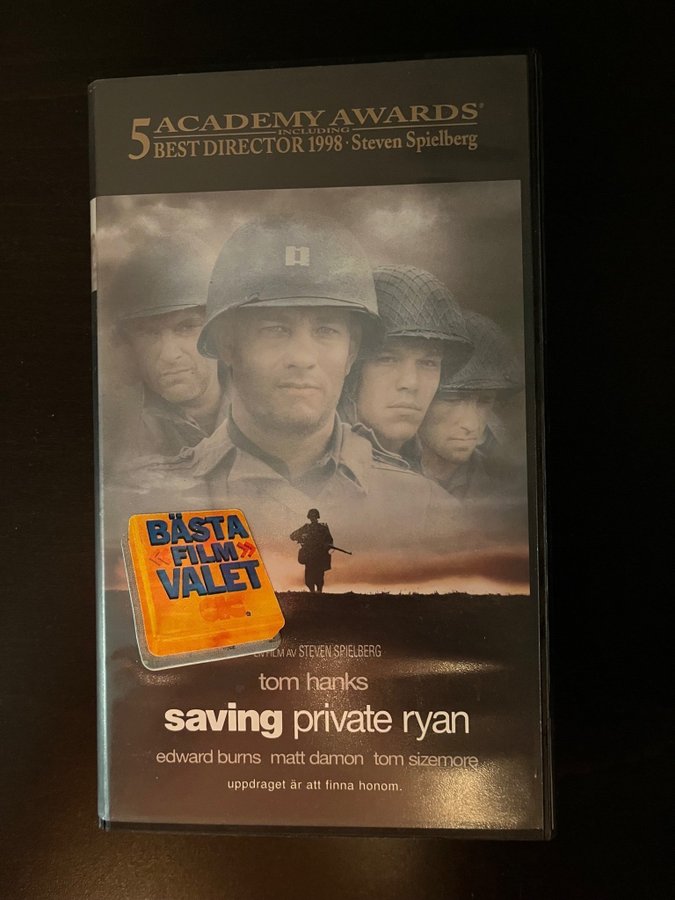 5 ACADEMY AWARDS®
INCLUDING
BEST DIRECTOR 1998 · Steven Spielberg
BÄSTA
« FILM »
VALET
EN FILM AV STEVEN SPIELBERG
tom hanks
saving private ryan
edward burns matt damon tom sizemore
uppdraget är att finna honom.